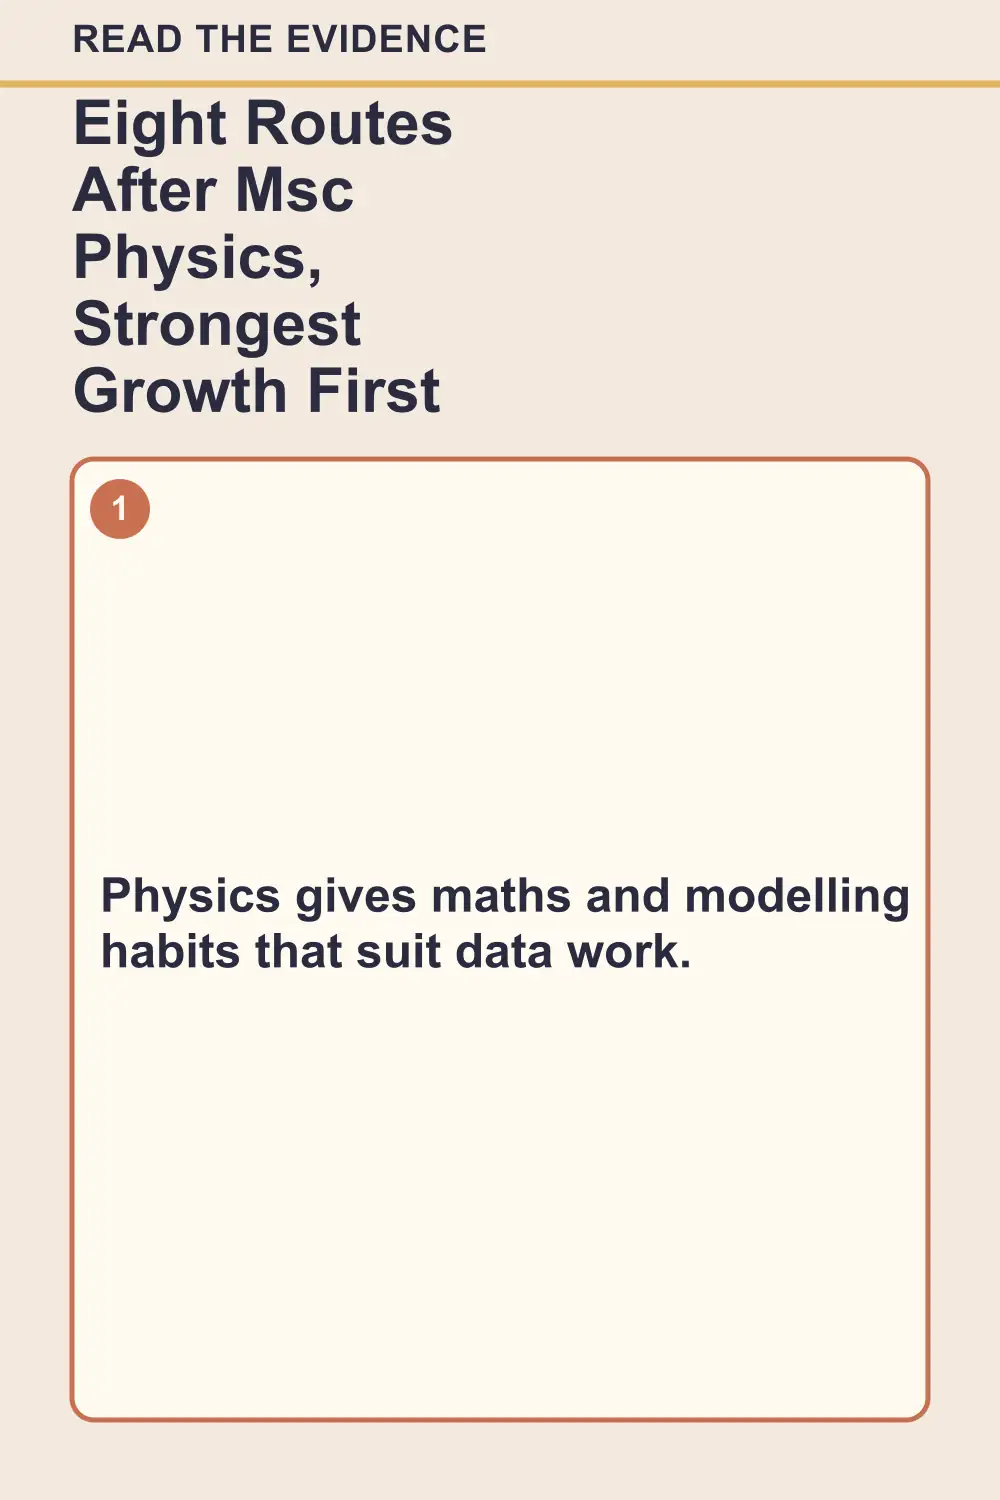 READ THE EVIDENCE
Eight Routes
After Msc
Physics,
Strongest
Growth First
1
Physics gives maths and modelling
habits that suit data work.